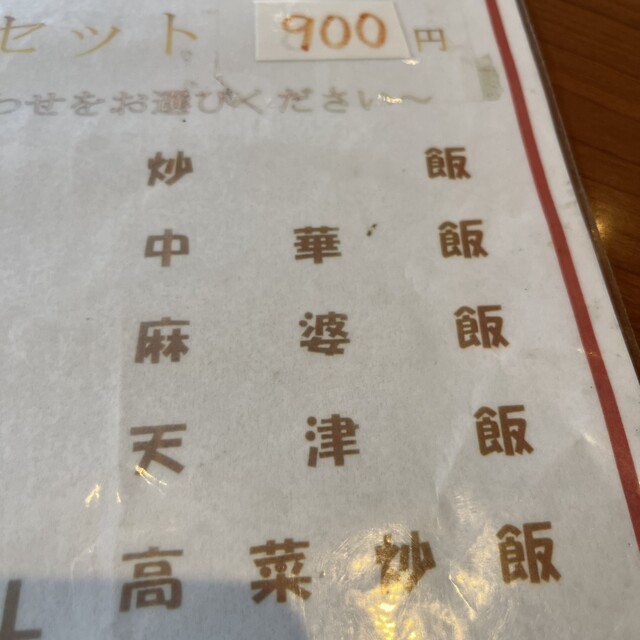 セット 900 円
わせをお選びください〜
炒飯
中華飯
麻婆飯
天津飯
高菜炒飯